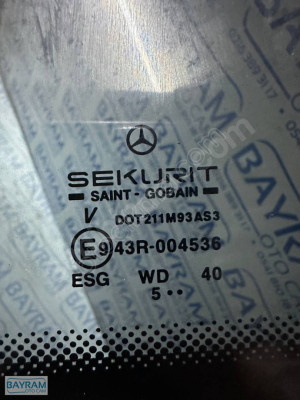 SEKURIT
SAINT - GOBAIN
V DOT211M93AS3
E9 43R-004536
ESG WD 40
5 ••
BAYRAM